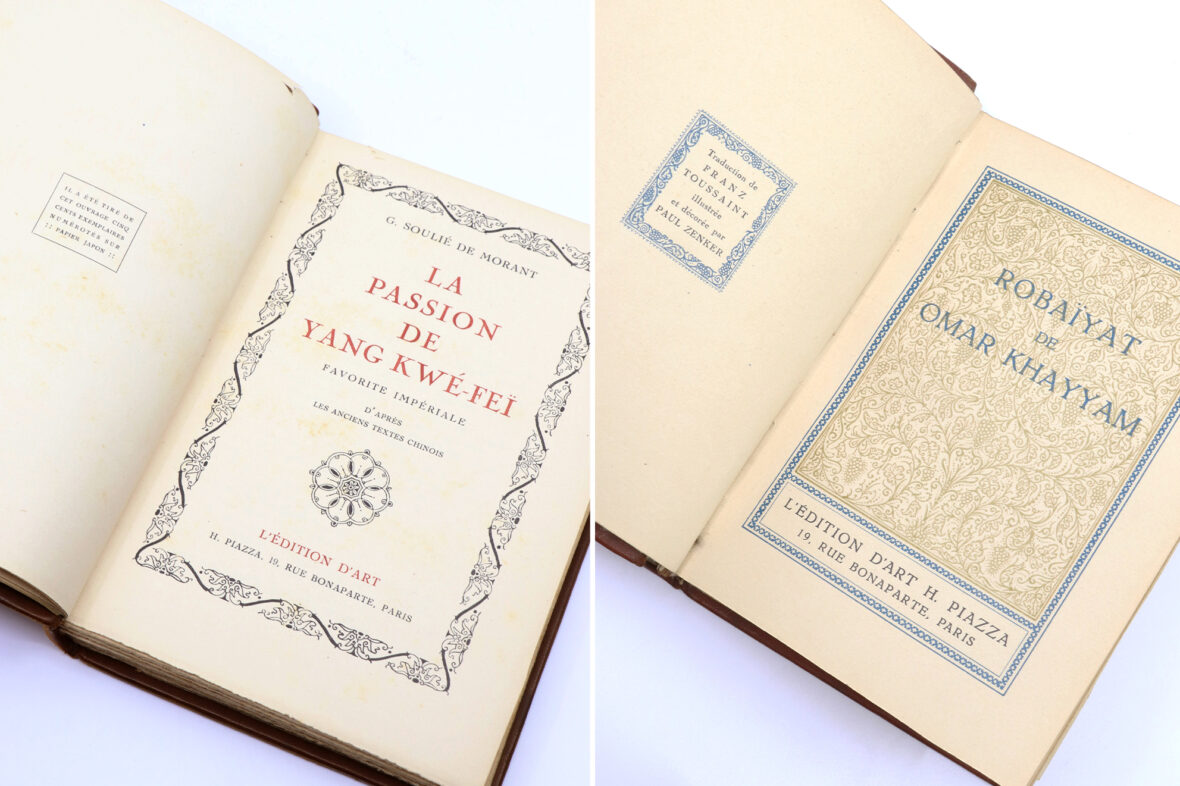 IL A ÉTÉ TIRÉ DE
CET OUVRAGE CINQ
CENTS EXEMPLAIRES
NUMÉROTÉS SUR
:: PAPIER JAPON ::
G. SOULIÉ DE MORANT
LA
PASSION
DE
YANG KWÉ-FEÏ
FAVORITE IMPÉRIALE
D'APRÈS
LES ANCIENS TEXTES CHINOIS
L'ÉDITION D'ART
H. PIAZZA, 19, RUE BONAPARTE, PARIS
Traduction de
FRANZ
TOUSSAINT
illustrée
et décorée par
PAUL ZENKER
ROBAÏYAT
DE
OMAR KHAYYAM
L'ÉDITION D'ART H. PIAZZA
19, RUE BONAPARTE, PARIS